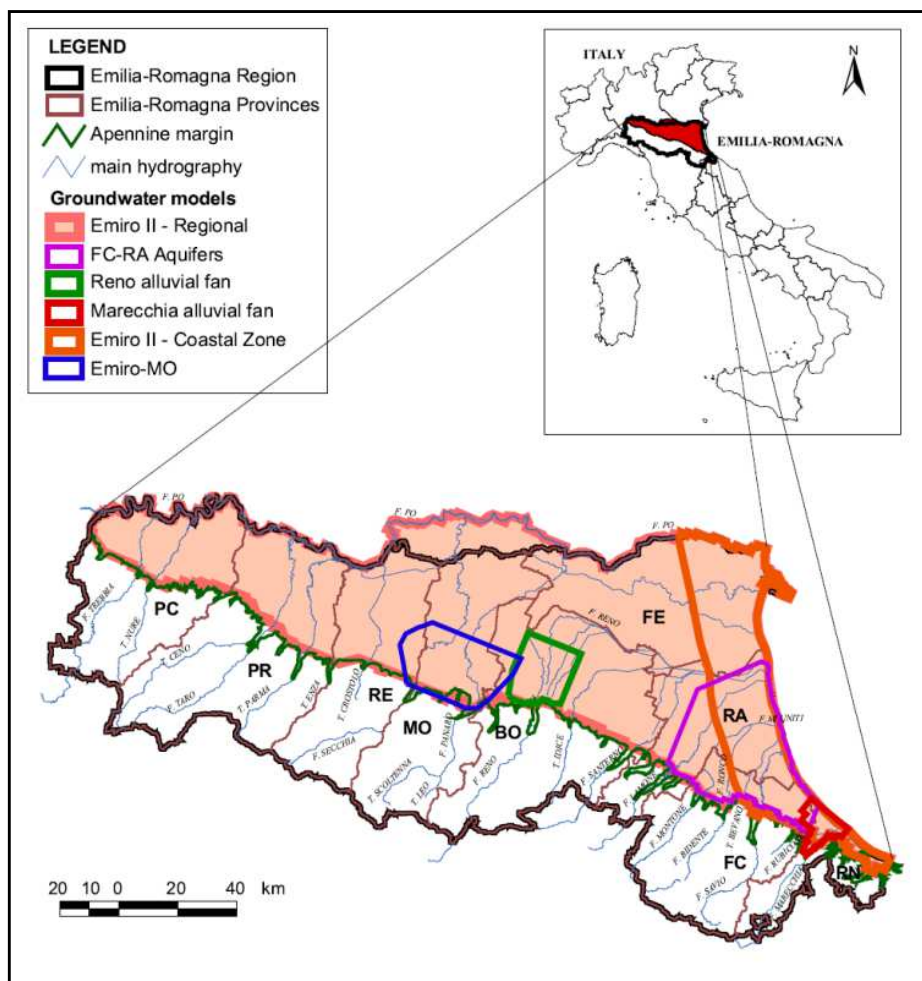 LEGEND
Emilia-Romagna Region
Emilia-Romagna Provinces
Apennine margin
main hydrography
Groundwater models
Emiro II - Regional
FC-RA Aquifers
Reno alluvial fan
Marecchia alluvial fan
Emiro II - Coastal Zone
Emiro-MO
ITALY
N
EMILIA-ROMAGNA
F. PO
F. PO
F. PO
F. TREBBIA
PC
T. NURE
T. CENO
F. TARO
PR
T. PARMA
T. ENZA
T. CROSTOLO
RE
F. SECCHIA
MO
F. PANARO
T. SCOLTENNA
T. LEO
BO
F. RENO
T. IDICE
F. RENO
FE
F. SANTERNO
RA
F. UNITI
F. RONCO
F. MONTONE
F. BIDENTE
T. BEVANO
FC
F. SAVIO
F. RUBICONE
F. MARECCHIA
RN
20 10 0 20 40 km